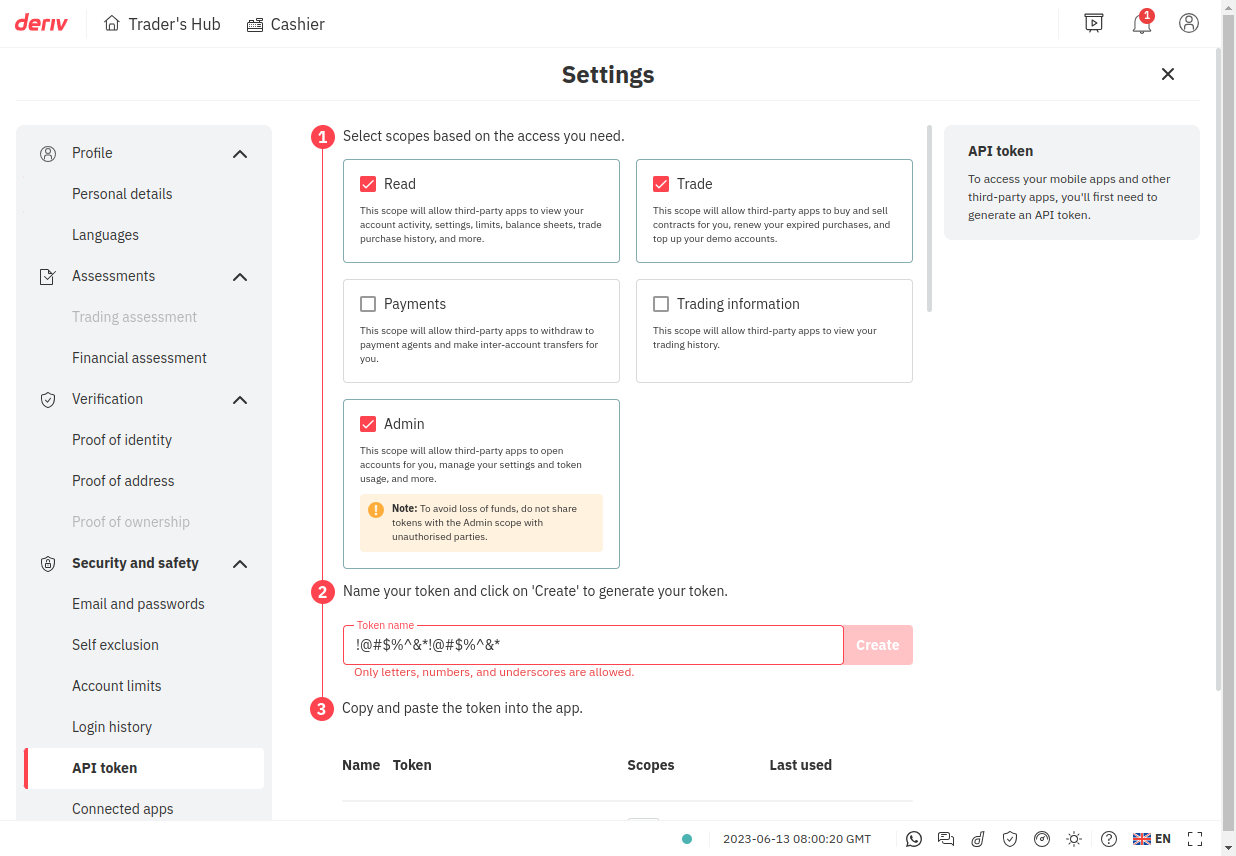 deriv
Trader's Hub
Cashier
1
Settings
Profile
Personal details
Languages
Assessments
Trading assessment
Financial assessment
Verification
Proof of identity
Proof of address
Proof of ownership
Security and safety
Email and passwords
Self exclusion
Account limits
Login history
API token
Connected apps
1
Select scopes based on the access you need.
Read
This scope will allow third-party apps to view your
account activity, settings, limits, balance sheets, trade
purchase history, and more.
Trade
This scope will allow third-party apps to buy and sell
contracts for you, renew your expired purchases, and
top up your demo accounts.
Payments
This scope will allow third-party apps to withdraw to
payment agents and make inter-account transfers for
you.
Trading information
This scope will allow third-party apps to view your
trading history.
Admin
This scope will allow third-party apps to open
accounts for you, manage your settings and token
usage, and more.
Note: To avoid loss of funds, do not share
tokens with the Admin scope with
unauthorised parties.
2
Name your token and click on 'Create' to generate your token.
Token name
!@#$%^&*!@#$%^&*
Create
Only letters, numbers, and underscores are allowed.
3
Copy and paste the token into the app.
Name Token Scopes Last used
API token
To access your mobile apps and other
third-party apps, you'll first need to
generate an API token.
2023-06-13 08:00:20 GMT
EN